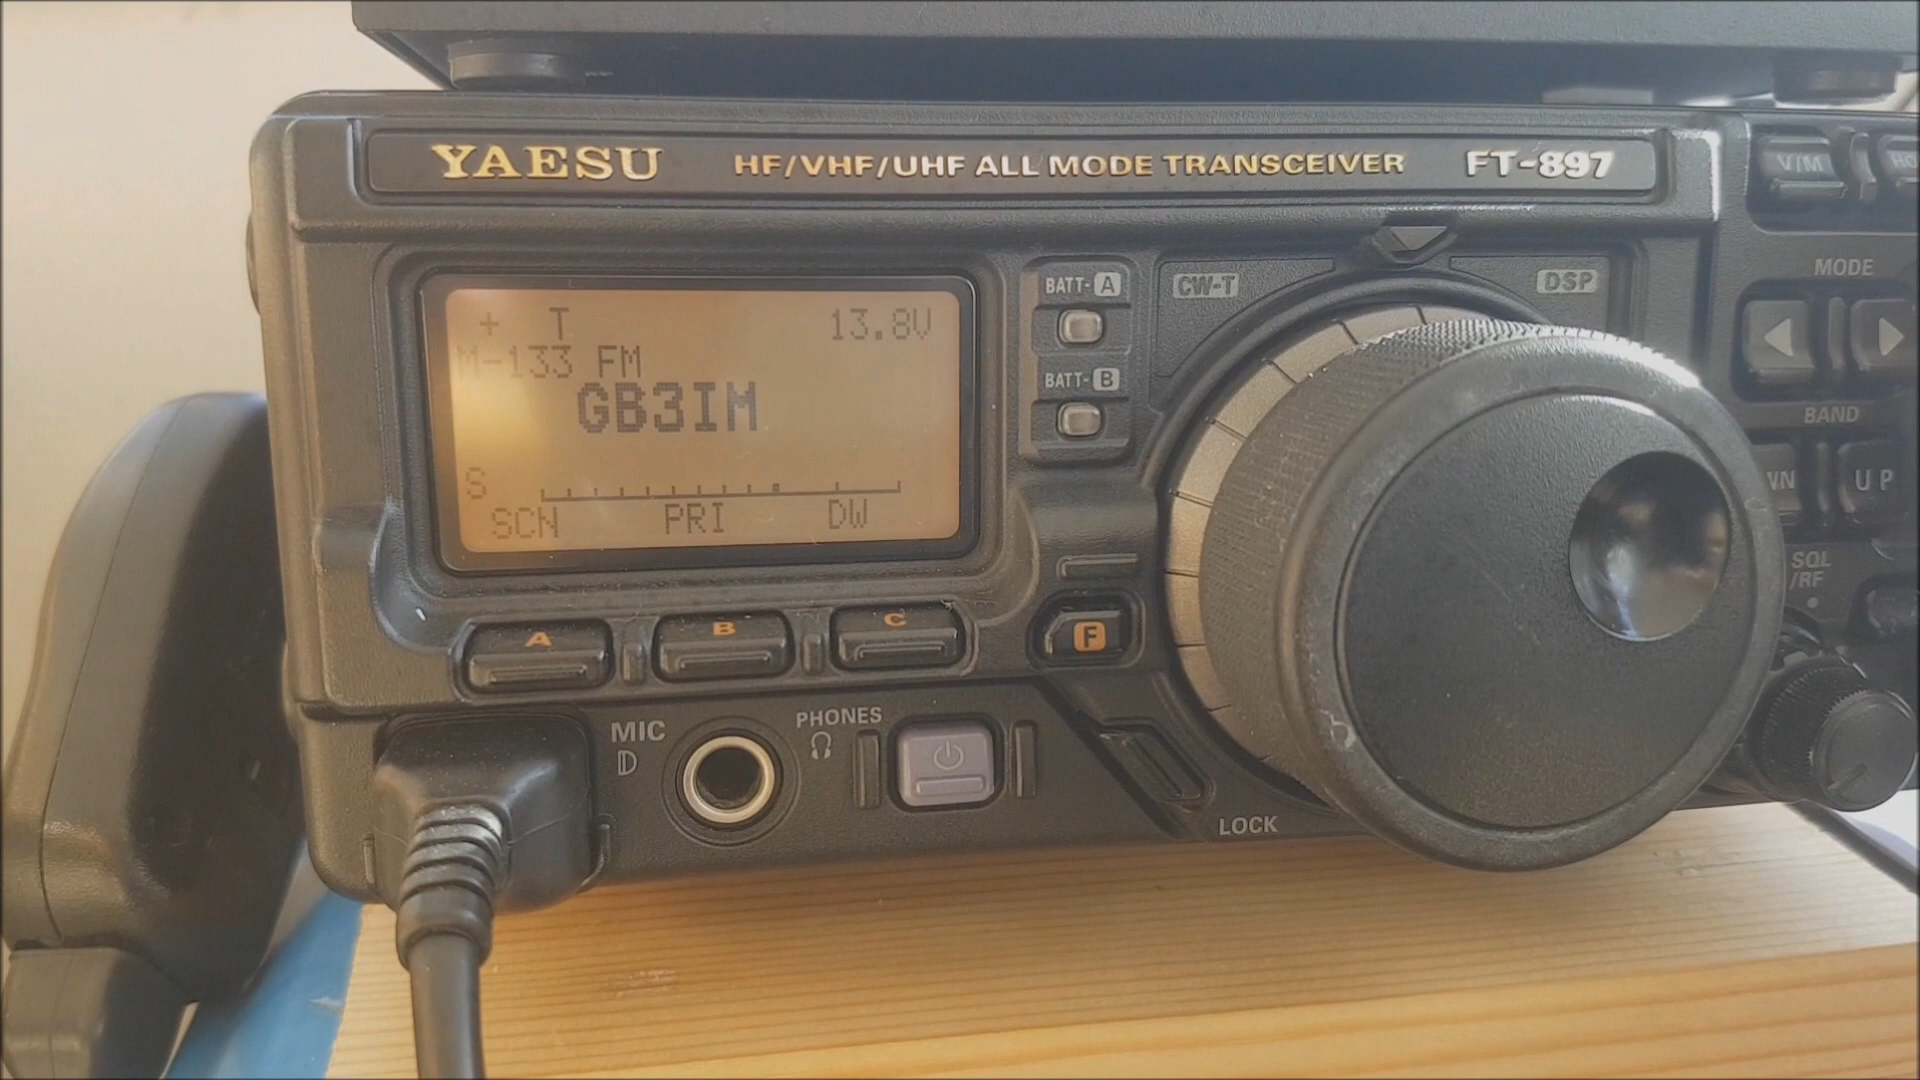 YAESU HF/VHF/UHF ALL MODE TRANSCEIVER FT-897
V/M
+ T 13.8V
M-133 FM
GB3IM
S
SCN PRI DW
BATT-A
BATT-B
CW-T
DSP
MODE
BAND
UP
SQL
/RF
A B C
F
MIC
PHONES
LOCK